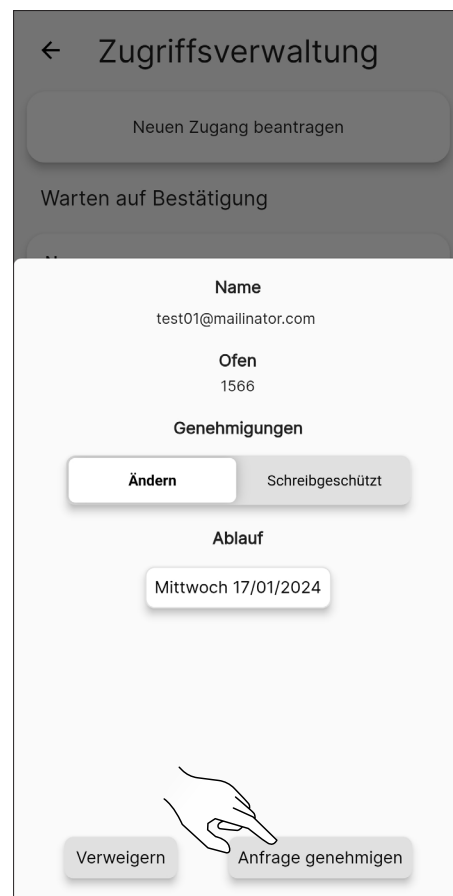 Zugriffsverwaltung
Neuen Zugang beantragen
Warten auf Bestätigung
Name
test01@mailinator.com
Ofen
1566
Genehmigungen
Ändern Schreibgeschützt
Ablauf
Mittwoch 17/01/2024
Verweigern Anfrage genehmigen